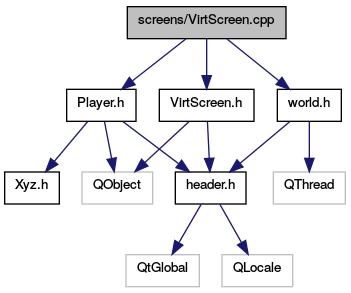 screens/VirtScreen.cpp
Player.h
VirtScreen.h
world.h
Xyz.h
QObject
header.h
QThread
QtGlobal
QLocale